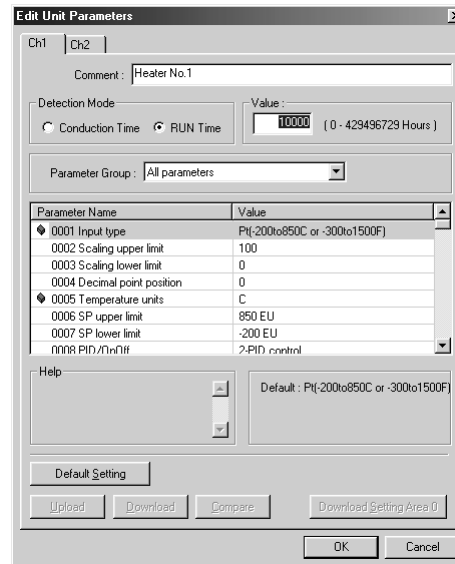 Edit Unit Parameters
Ch1 Ch2
Comment : Heater No.1
Detection Mode Value :
Conduction Time RUN Time 10000 ( 0 - 429496729 Hours )
Parameter Group : All parameters
Parameter Name Value
0001 Input type Pt(-200to850C or -300to1500F)
0002 Scaling upper limit 100
0003 Scaling lower limit 0
0004 Decimal point position 0
0005 Temperature units C
0006 SP upper limit 850 EU
0007 SP lower limit -200 EU
0008 PID/OnOff 2-PID control
Help Default : Pt(-200to850C or -300to1500F)
Default Setting
Upload Download Compare Download Setting Area 0
OK Cancel